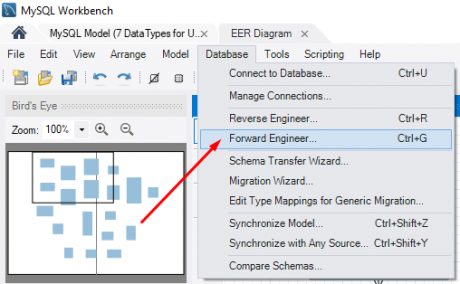 MySQL Workbench
MySQL Model (7 Data Types for U... × EER Diagram ×
File Edit View Arrange Model Database Tools Scripting Help
Bird's Eye
Zoom: 100%
Connect to Database... Ctrl+U
Manage Connections...
Reverse Engineer... Ctrl+R
Forward Engineer... Ctrl+G
Schema Transfer Wizard...
Migration Wizard...
Edit Type Mappings for Generic Migration...
Synchronize Model... Ctrl+Shift+Z
Synchronize with Any Source... Ctrl+Shift+Y
Compare Schemas...